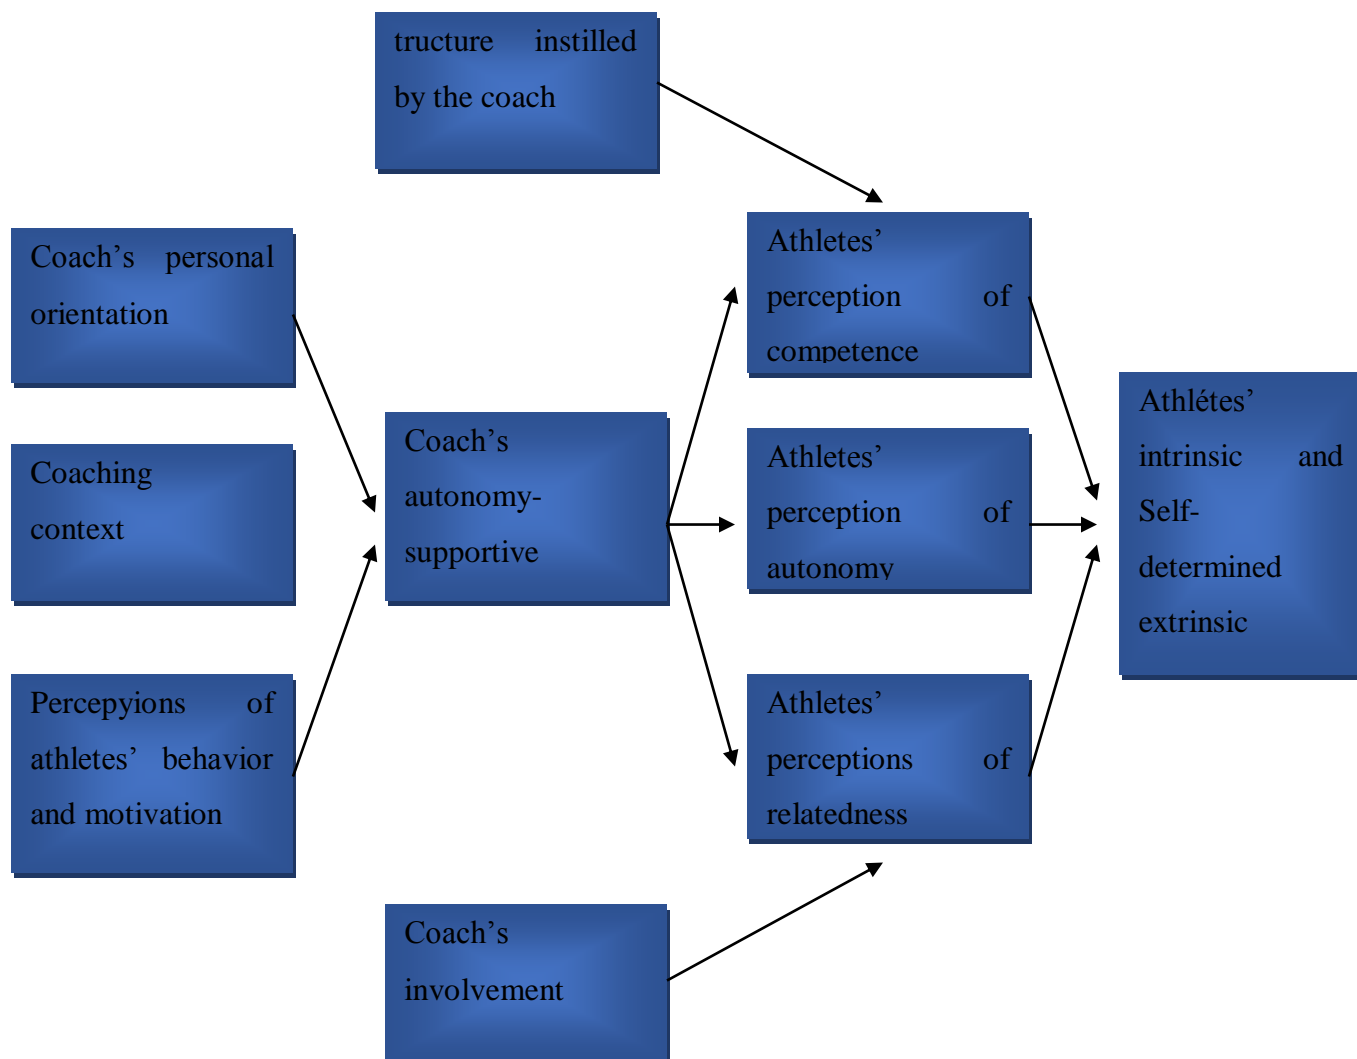 tructure instilled
by the coach
Coach’s personal
orientation
Coaching
context
Percepyions of
athletes’ behavior
and motivation
Coach’s
autonomy-
supportive
Coach’s
involvement
Athletes’
perception of
competence
Athletes’
perception of
autonomy
Athletes’
perceptions of
relatedness
Athlétes’
intrinsic and
Self-
determined
extrinsic